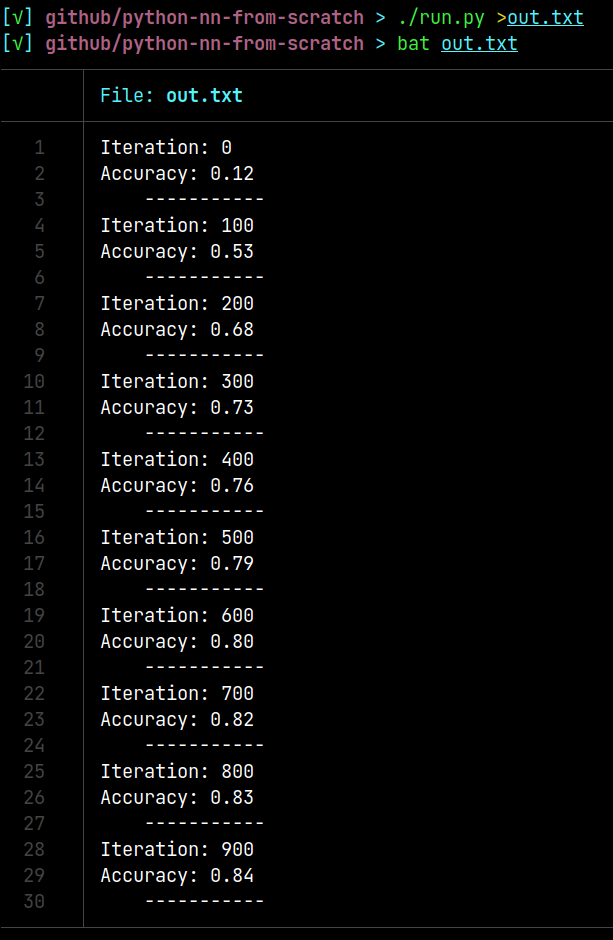 [√] github/python-nn-from-scratch > ./run.py >out.txt
[√] github/python-nn-from-scratch > bat out.txt
File: out.txt
1 Iteration: 0
2 Accuracy: 0.12
3 -----------
4 Iteration: 100
5 Accuracy: 0.53
6 -----------
7 Iteration: 200
8 Accuracy: 0.68
9 -----------
10 Iteration: 300
11 Accuracy: 0.73
12 -----------
13 Iteration: 400
14 Accuracy: 0.76
15 -----------
16 Iteration: 500
17 Accuracy: 0.79
18 -----------
19 Iteration: 600
20 Accuracy: 0.80
21 -----------
22 Iteration: 700
23 Accuracy: 0.82
24 -----------
25 Iteration: 800
26 Accuracy: 0.83
27 -----------
28 Iteration: 900
29 Accuracy: 0.84
30 -----------